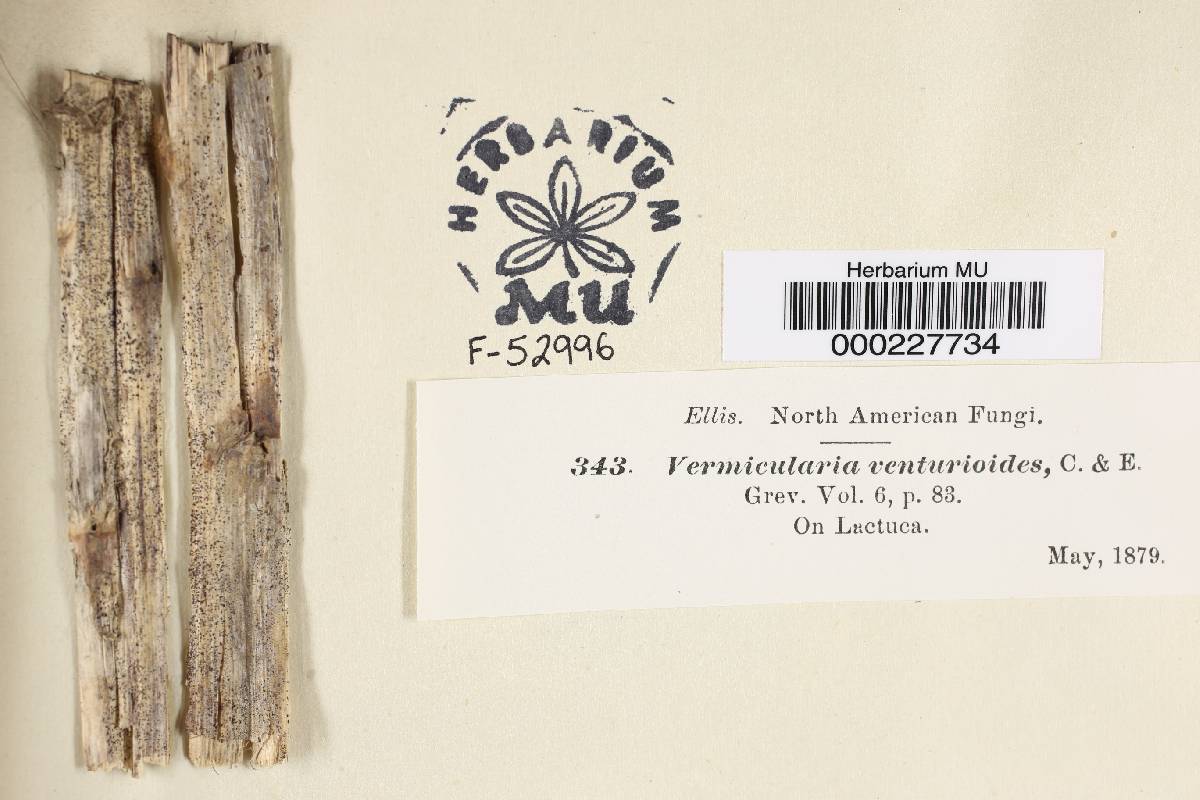 HERBARIUM
MU
F-52996
Herbarium MU
000227734
Ellis. North American Fungi.
343. Vermicularia venturioides, C. & E.
Grev. Vol. 6, p. 83.
On Lactuca.
May, 1879.